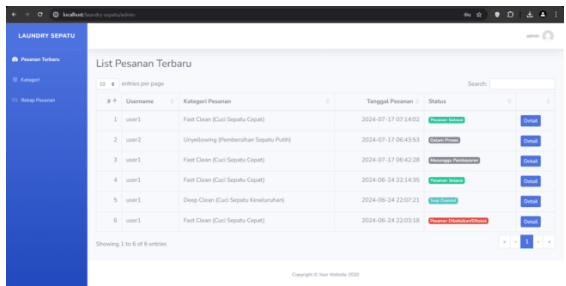 localhost/laundry-sepatu/admin
LAUNDRY SEPATU
admin
Pesanan Terbaru
Kategori
Rekap Pesanan
List Pesanan Terbaru
10 entries per page
Search:
# Username Kategori Pesanan Tanggal Pesanan Status
1 user1 Fast Clean (Cuci Sepatu Cepat) 2024-07-17 07:14:02 Pesanan Selesai Detail
2 user2 Unyellowing (Pembersihan Sepatu Putih) 2024-07-17 06:43:53 Dalam Proses Detail
3 user1 Fast Clean (Cuci Sepatu Cepat) 2024-07-17 06:42:28 Menunggu Pembayaran Detail
4 user1 Fast Clean (Cuci Sepatu Cepat) 2024-06-24 22:14:35 Pesanan Selesai Detail
5 user1 Deep Clean (Cuci Sepatu Keseluruhan) 2024-06-24 22:07:21 Siap Diambil Detail
6 user1 Fast Clean (Cuci Sepatu Cepat) 2024-06-24 22:03:18 Pesanan Dibatalkan/Ditolak Detail
Showing 1 to 6 of 6 entries
« ‹ 1 › »
Copyright © Your Website 2020